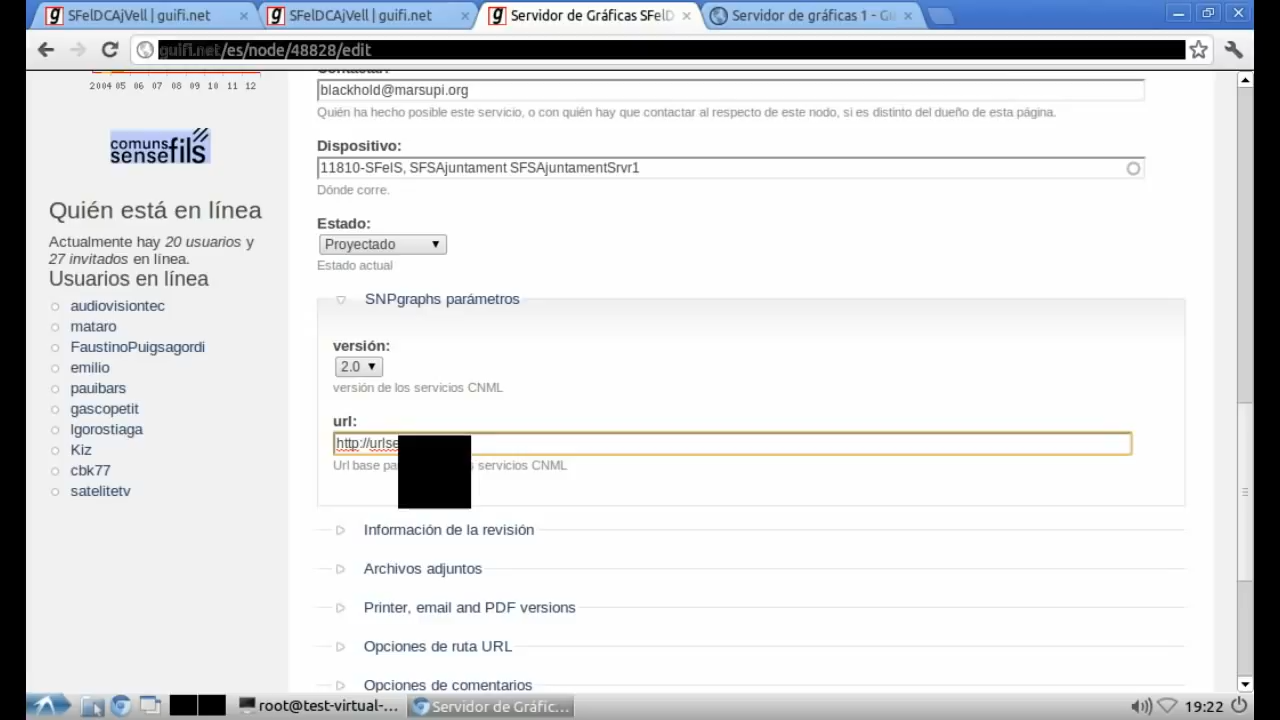 SFelDCAjVell | guifi.net
SFelDCAjVell | guifi.net
Servidor de Gráficas SFelD
Servidor de gráficas 1 - Gu
guifi.net/es/node/48828/edit
2004 05 06 07 08 09 10 11 12
Contactar:
blackhold@marsupi.org
Quién ha hecho posible este servicio, o con quién hay que contactar al respecto de este nodo, si es distinto del dueño de esta página.
comuns
sensefils
Dispositivo:
11810-SFelS, SFSAjuntament SFSAjuntamentSrvr1
Dónde corre.
Quién está en línea
Actualmente hay 20 usuarios y
27 invitados en línea.
Usuarios en línea
audiovisiontec
mataro
FaustinoPuigsagordi
emilio
pauibars
gascopetit
lgorostiaga
Kiz
cbk77
satelitetv
Estado:
Proyectado
Estado actual
SNPgraphs parámetros
versión:
2.0
versión de los servicios CNML
url:
http://urlse
Url base pa servicios CNML
Información de la revisión
Archivos adjuntos
Printer, email and PDF versions
Opciones de ruta URL
Opciones de comentarios
root@test-virtual-...
Servidor de Gráfic...
19:22